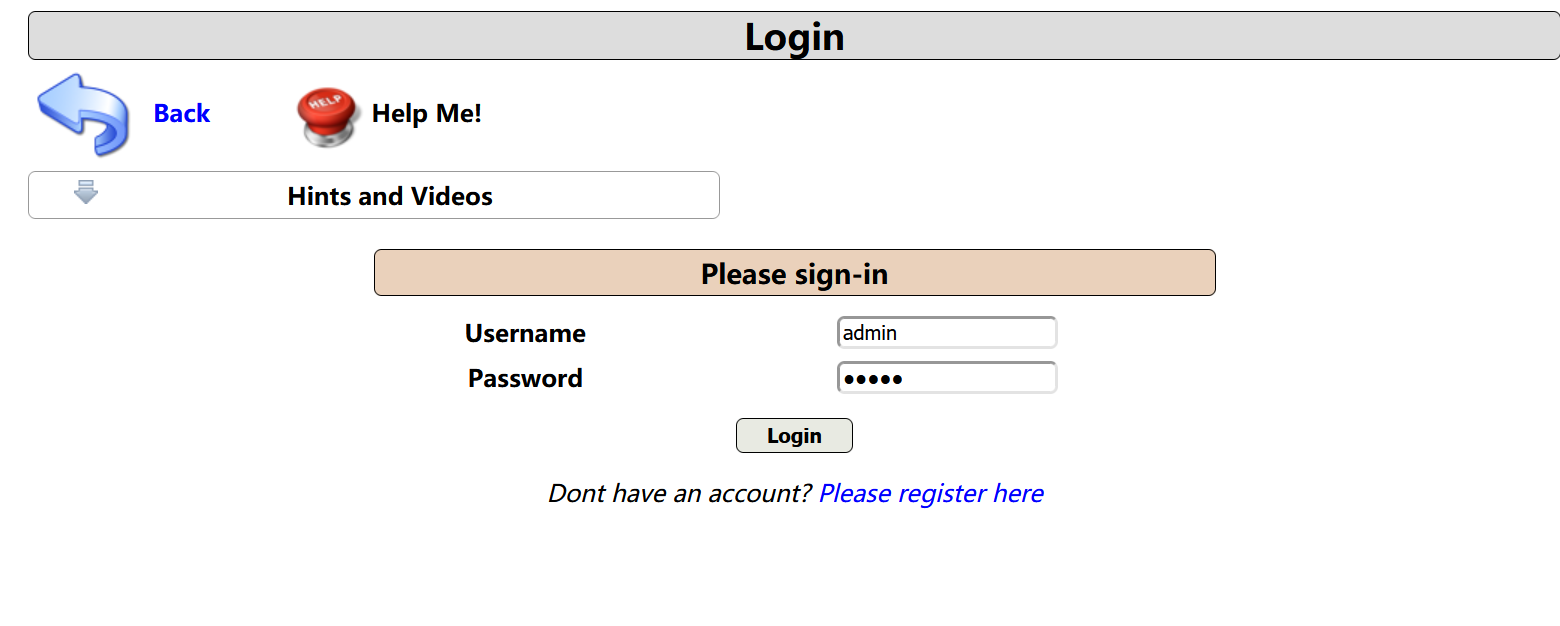 Login
Back
HELP
Help Me!
Hints and Videos
Please sign-in
Username
admin
Password
•••••
Login
Dont have an account? Please register here